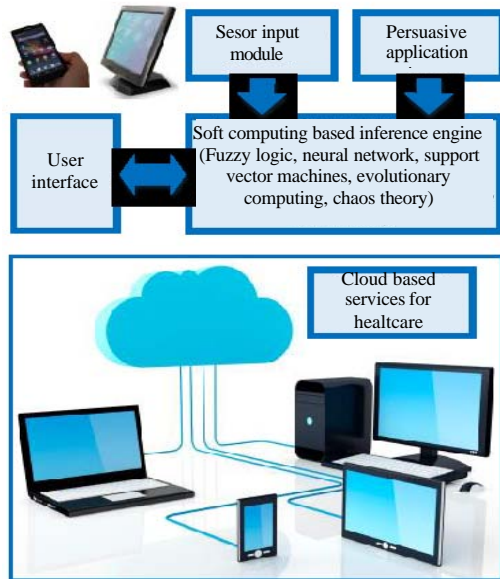 Sesor input
module
Persuasive
application
User
interface
Soft computing based inference engine
(Fuzzy logic, neural network, support
vector machines, evolutionary
computing, chaos theory)
Cloud based
services for
healtcare